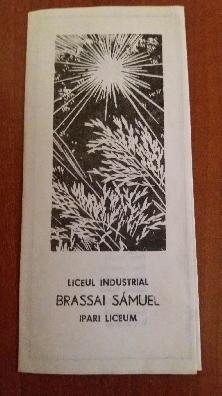 LICEUL INDUSTRIAL
BRASSAI SÁMUEL
IPARI LICEUM